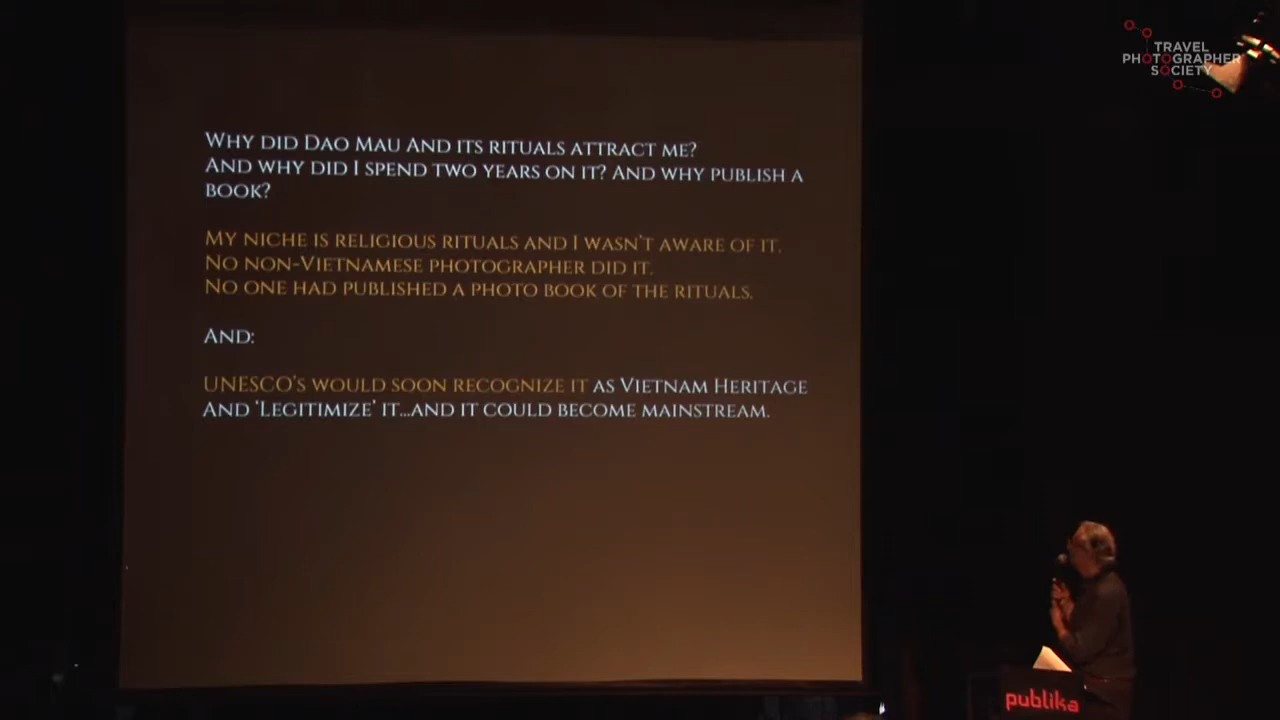 TRAVEL
PHOTOGRAPHER
SOCIETY
WHY DID DAO MAU AND ITS RITUALS ATTRACT ME?
AND WHY DID I SPEND TWO YEARS ON IT? AND WHY PUBLISH A
BOOK?
MY NICHE IS RELIGIOUS RITUALS AND I WASN'T AWARE OF IT.
NO NON-VIETNAMESE PHOTOGRAPHER DID IT.
NO ONE HAD PUBLISHED A PHOTO BOOK OF THE RITUALS.
AND:
UNESCO'S WOULD SOON RECOGNIZE IT AS VIETNAM HERITAGE
AND 'LEGITIMIZE' IT...AND IT COULD BECOME MAINSTREAM.
publika